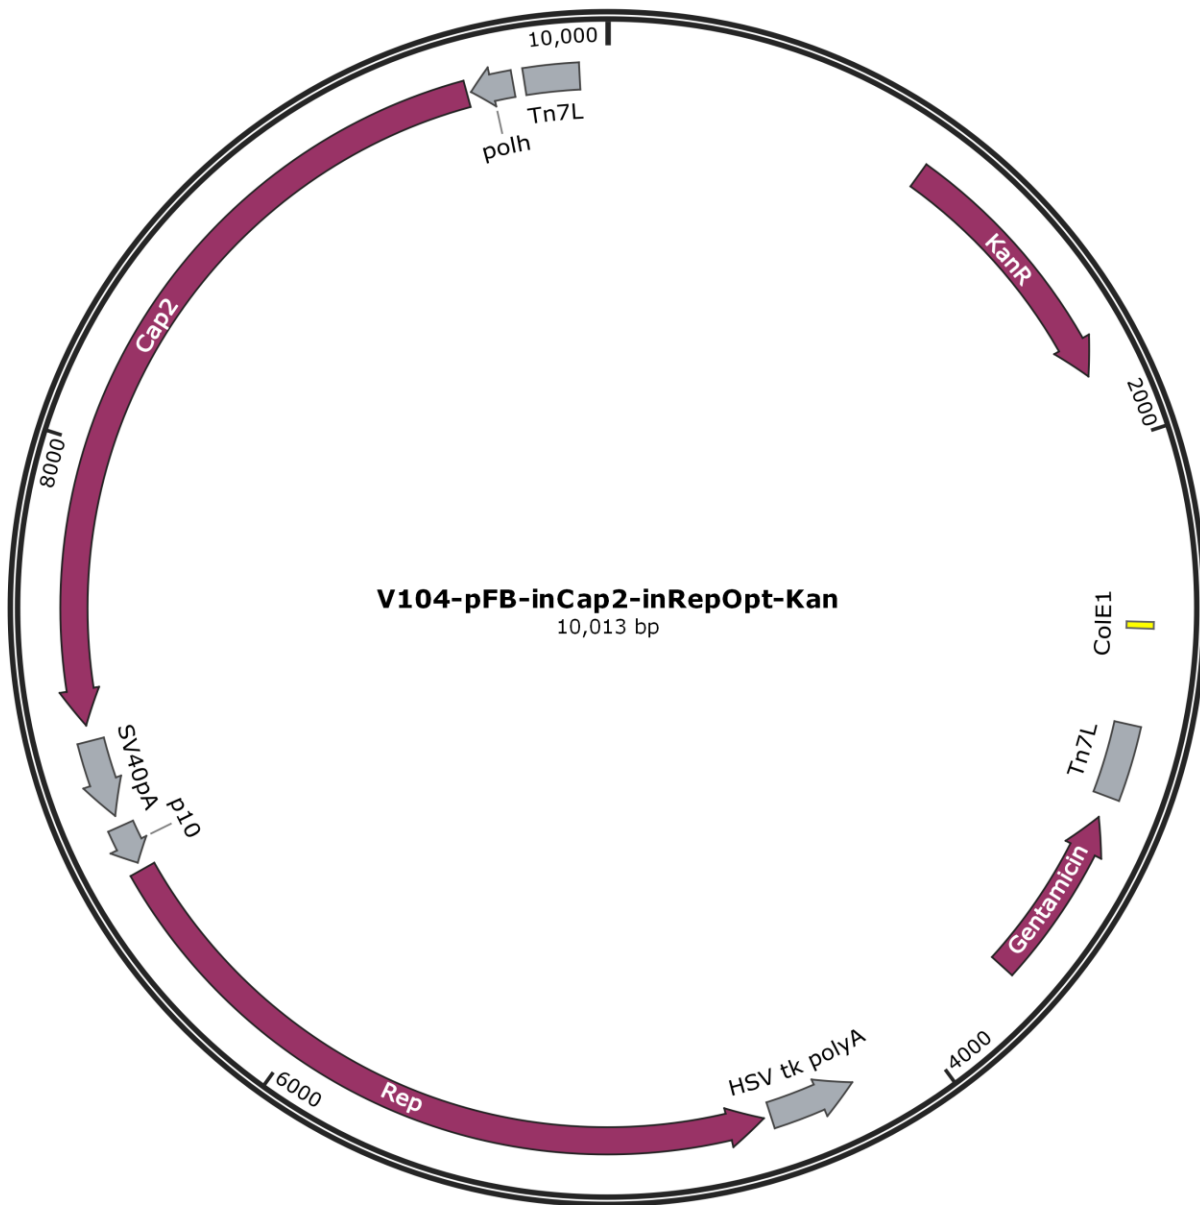 10,000
Tn7L
polh
KanR
2000
Cap2
8000
V104-pFB-inCap2-inRepOpt-Kan
10,013 bp
ColE1
Tn7L
SV40pA
p10
Gentamicin
4000
HSV tk polyA
6000
Rep